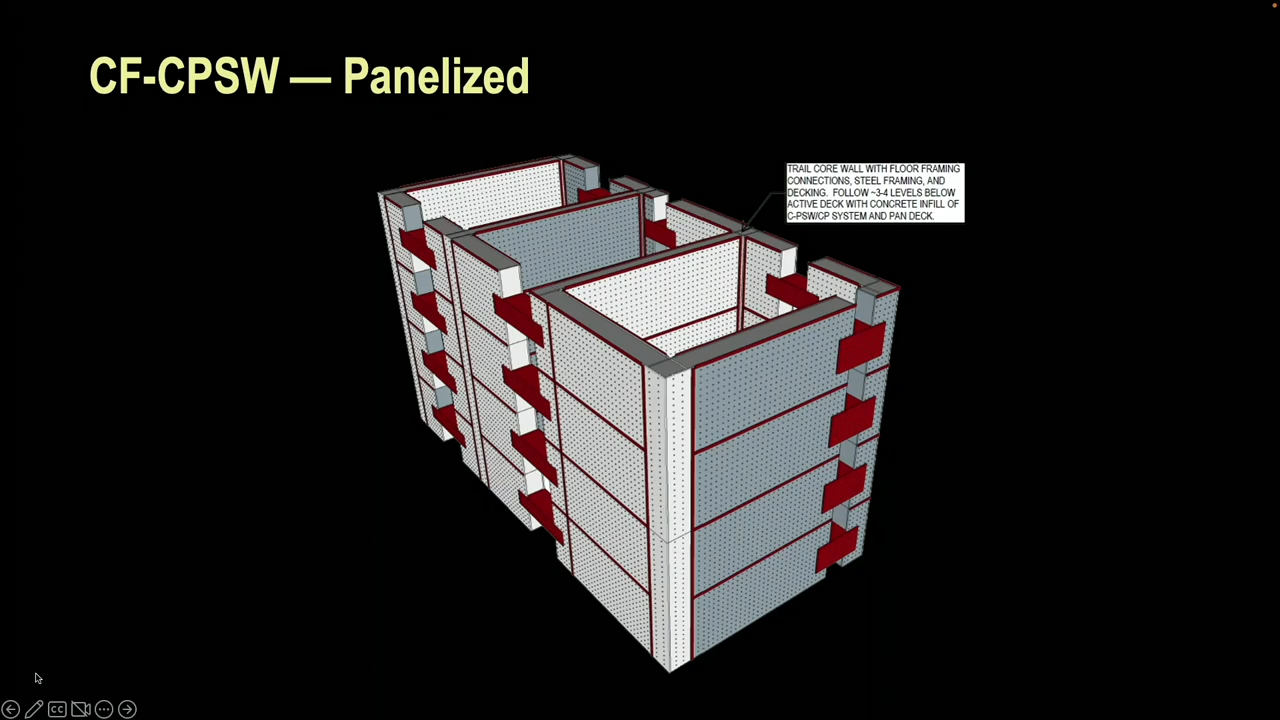 CF-CPSW — Panelized
TRAIL CORE WALL WITH FLOOR FRAMING
CONNECTIONS, STEEL FRAMING, AND
DECKING. FOLLOW ~3-4 LEVELS BELOW
ACTIVE DECK WITH CONCRETE INFILL OF
C-PSW/CP SYSTEM AND PAN DECK.
CC